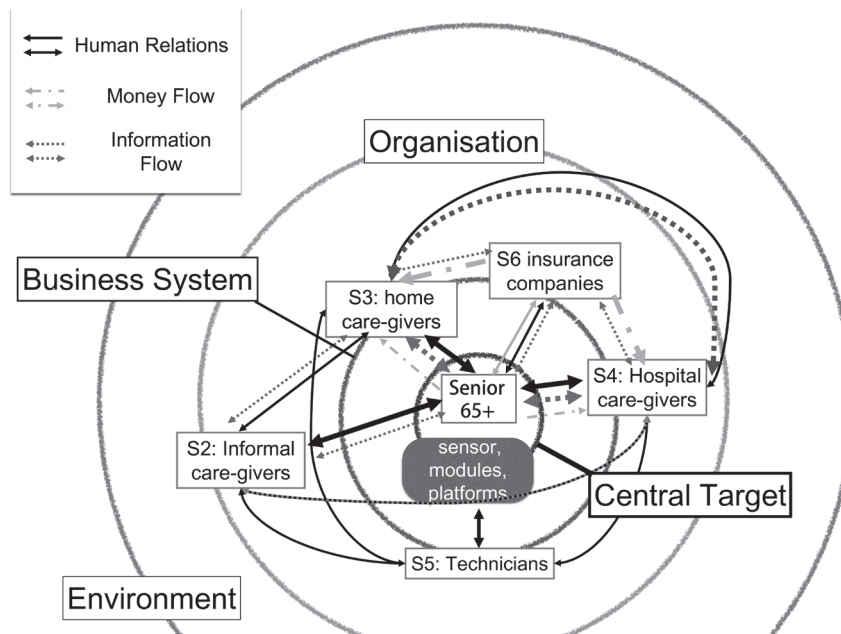 Human Relations
Money Flow
Information
Flow
Organisation
Business System
S6 insurance
companies
S3: home
care-givers
Senior
65+
S4: Hospital
care-givers
S2: Informal
care-givers
sensor,
modules,
platforms
Central Target
S5: Technicians
Environment